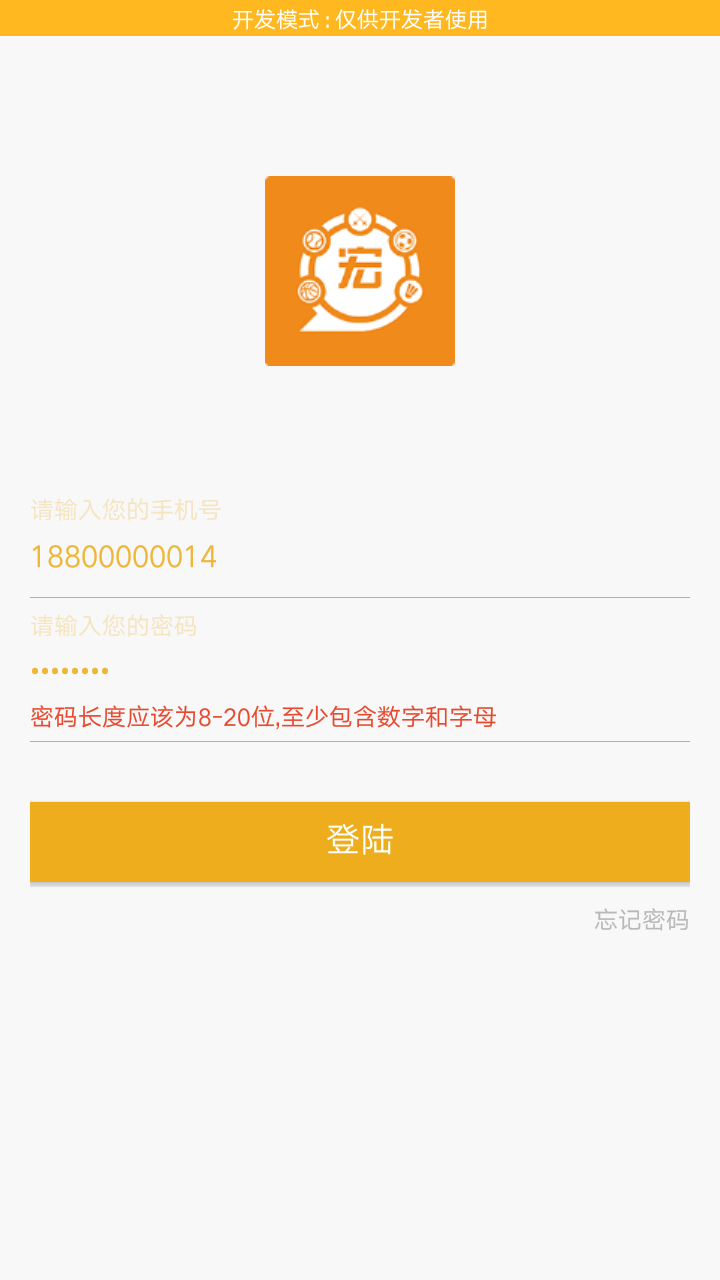 开发模式 : 仅供开发者使用
宏
请输入您的手机号
18800000014
请输入您的密码
••••••••
密码长度应该为8-20位,至少包含数字和字母
登陆
忘记密码